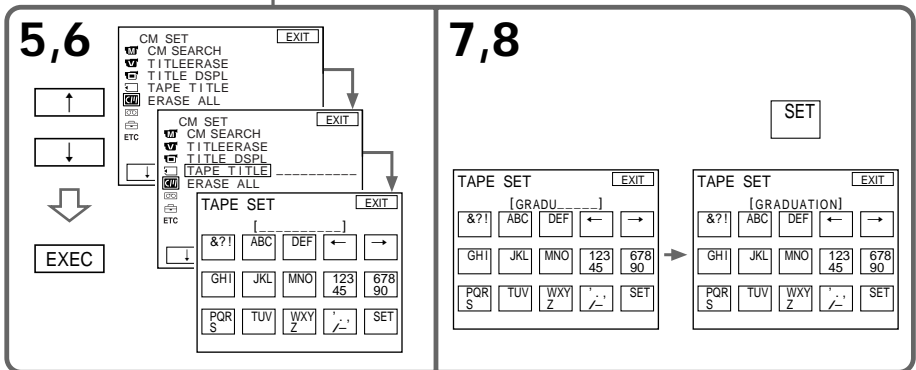 5,6
↑
↓
EXEC
CM SET
EXIT
CM SEARCH
TITLEERASE
TITLE DSPL
TAPE TITLE
ERASE ALL
ETC
↓
CM SET
EXIT
CM SEARCH
TITLEERASE
TITLE DSPL
TAPE TITLE __________
ERASE ALL
ETC
↓
TAPE SET
EXIT
[__________]
&?! ABC DEF ← →
GHI JKL MNO 123 45 678 90
PQR S TUV WXY Z ' . , / – SET
7,8
SET
TAPE SET
EXIT
[GRADU_____]
&?! ABC DEF ← →
GHI JKL MNO 123 45 678 90
PQR S TUV WXY Z ' . , / – SET
TAPE SET
EXIT
[GRADUATION]
&?! ABC DEF ← →
GHI JKL MNO 123 45 678 90
PQR S TUV WXY Z ' . , / – SET